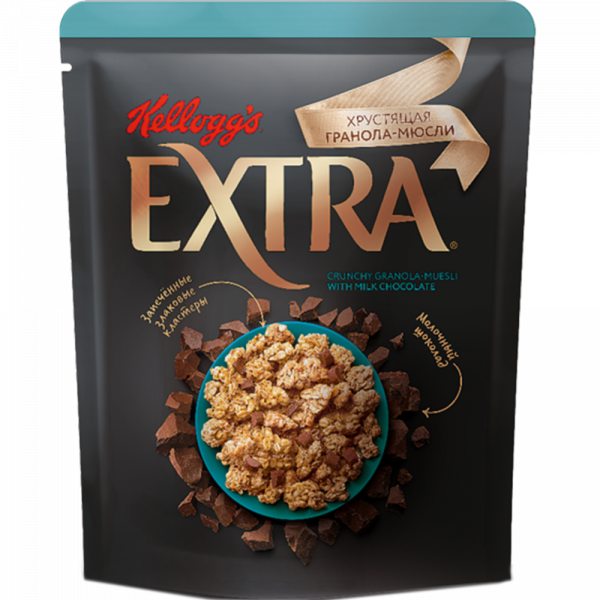 Kellogg's
ХРУСТЯЩАЯ
ГРАНОЛА-МЮСЛИ
EXTRA®
CRUNCHY GRANOLA-MUESLI
WITH MILK CHOCOLATE
Запечённые
Злаковые
кластеры
Молочный
шоколад